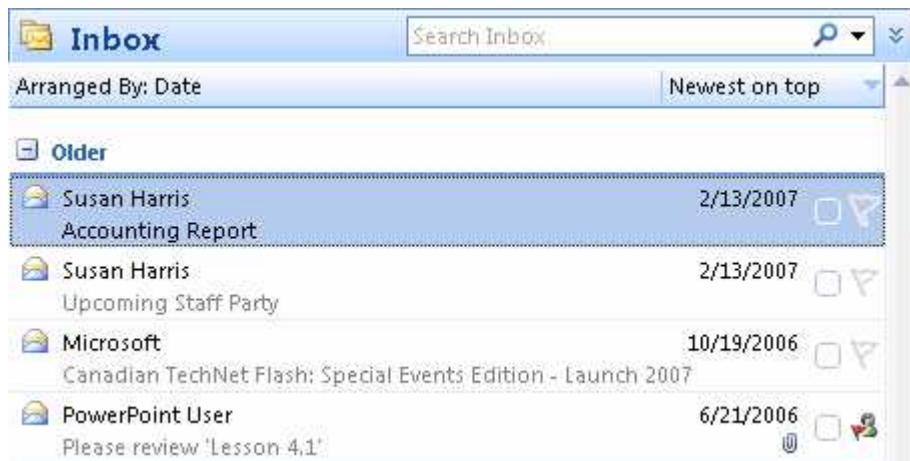 Inbox
Search Inbox
Arranged By: Date
Newest on top
Older
Susan Harris 2/13/2007
Accounting Report
Susan Harris 2/13/2007
Upcoming Staff Party
Microsoft 10/19/2006
Canadian TechNet Flash: Special Events Edition - Launch 2007
PowerPoint User 6/21/2006
Please review 'Lesson 4.1'